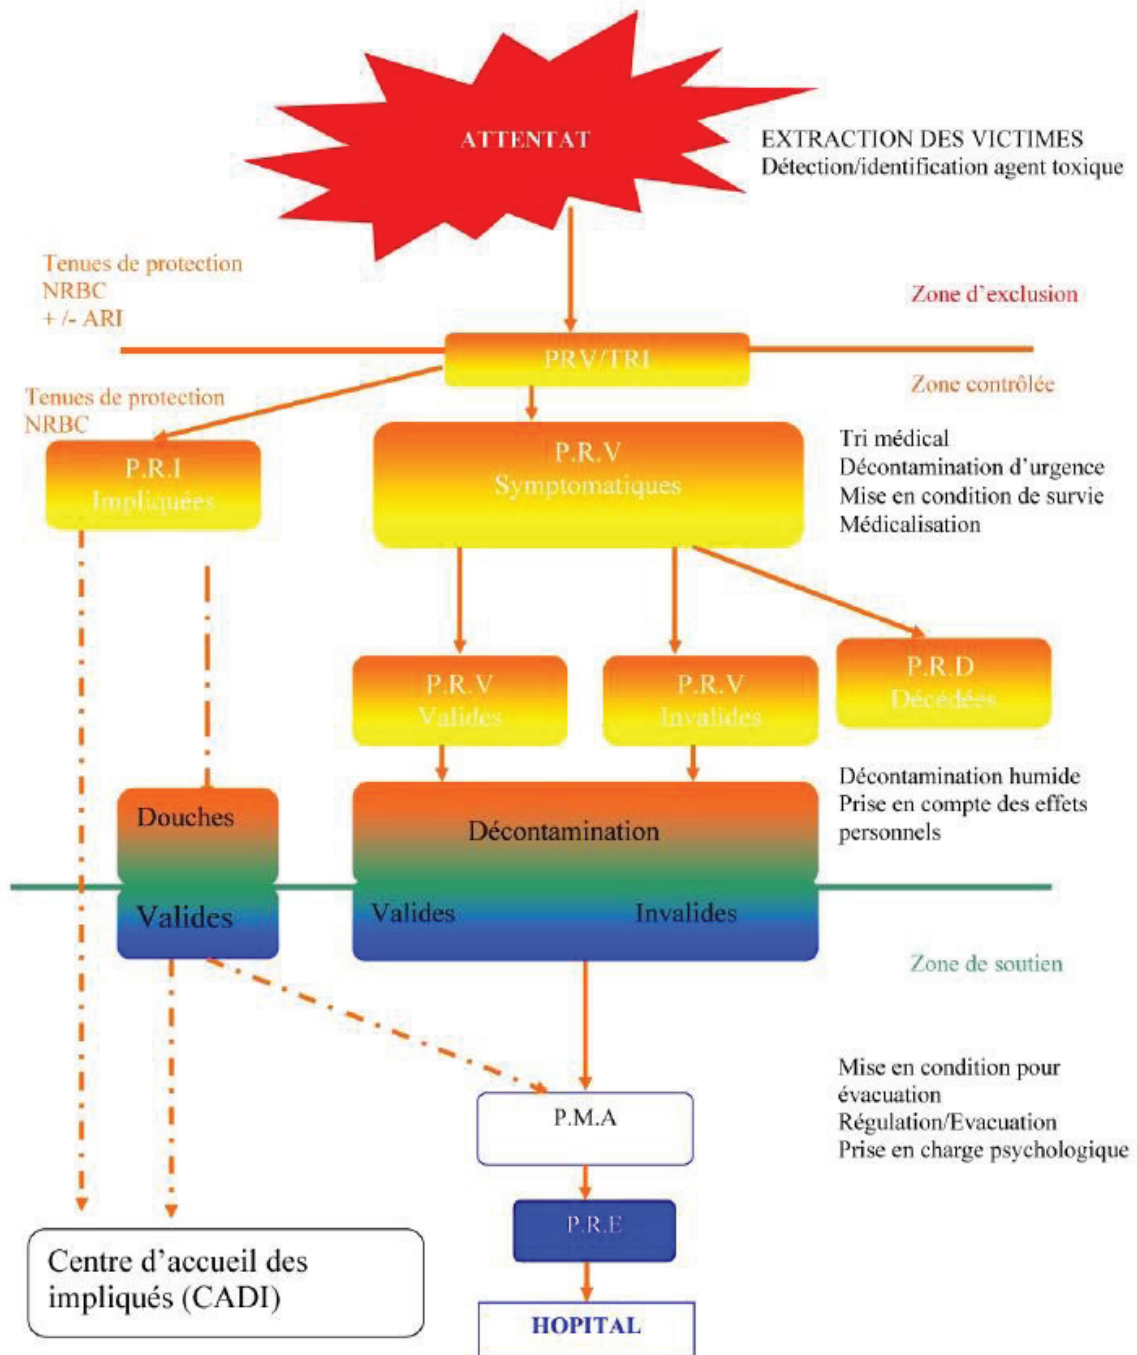 ATTENTAT
EXTRACTION DES VICTIMES
Détection/identification agent toxique
Tenues de protection
NRBC
+ /- ARI
Zone d'exclusion
PRV/TRI
Zone contrôlée
Tenues de protection
NRBC
P.R.I
Impliquées
P.R.V
Symptomatiques
Tri médical
Décontamination d'urgence
Mise en condition de survie
Médicalisation
P.R.V
Valides
P.R.V
Invalides
P.R.D
Décédées
Douches
Décontamination
Décontamination humide
Prise en compte des effets
personnels
Valides
Valides
Invalides
Zone de soutien
Mise en condition pour
évacuation
Régulation/Evacuation
Prise en charge psychologique
P.M.A
P.R.E
Centre d'accueil des
impliqués (CADI)
HOPITAL